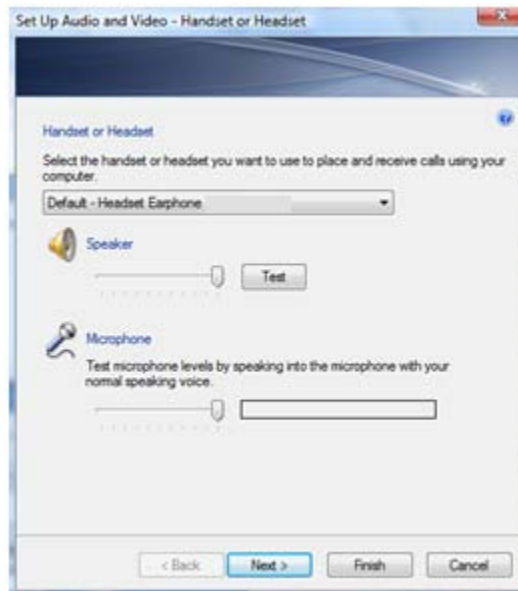 Set Up Audio and Video - Handset or Headset
Handset or Headset
Select the handset or headset you want to use to place and receive calls using your
computer.
Default - Headset Earphone
Speaker
Test
Microphone
Test microphone levels by speaking into the microphone with your
normal speaking voice.
< Back
Next >
Finish
Cancel